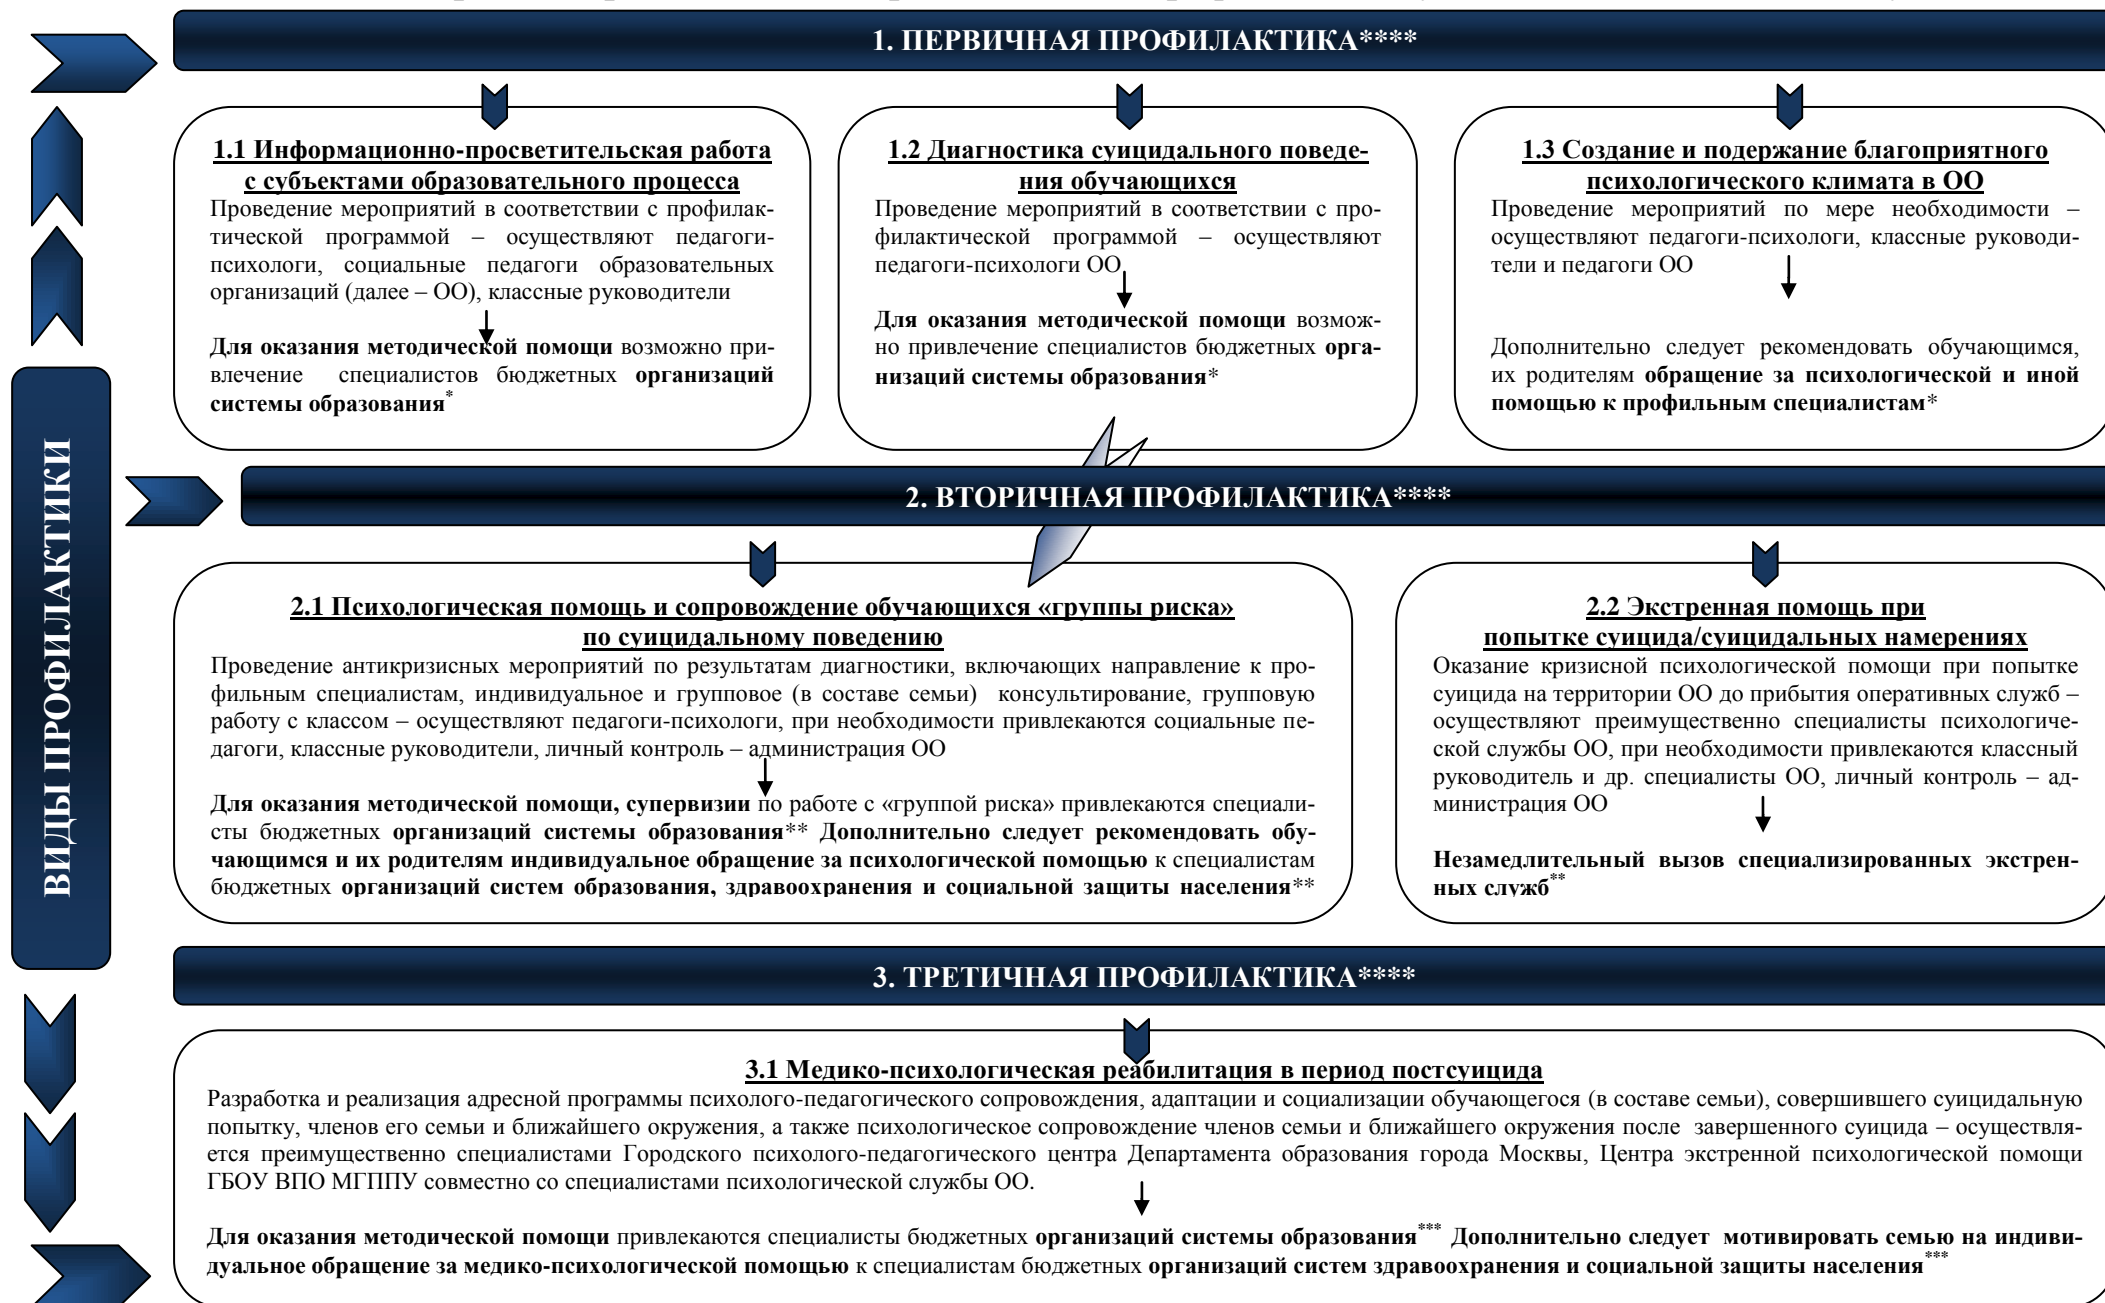 1. ПЕРВИЧНАЯ ПРОФИЛАКТИКА****
1.1 Информационно-просветительская работа
с субъектами образовательного процесса
Проведение мероприятий в соответствии с профилак-
тической программой – осуществляют педагоги-
психологи, социальные педагоги образовательных
организаций (далее – ОО), классные руководители
Для оказания методической помощи возможно при-
влечение специалистов бюджетных организаций
системы образования*
1.2 Диагностика суицидального поведе-
ния обучающихся
Проведение мероприятий в соответствии с про-
филактической программой – осуществляют
педагоги-психологи ОО
Для оказания методической помощи возмож-
но привлечение специалистов бюджетных орга-
низаций системы образования*
1.3 Создание и подержание благоприятного
психологического климата в ОО
Проведение мероприятий по мере необходимости –
осуществляют педагоги-психологи, классные руководи-
тели и педагоги ОО
Дополнительно следует рекомендовать обучающимся,
их родителям обращение за психологической и иной
помощью к профильным специалистам*
ВИДЫ ПРОФИЛАКТИКИ
2. ВТОРИЧНАЯ ПРОФИЛАКТИКА****
2.1 Психологическая помощь и сопровождение обучающихся «группы риска»
по суицидальному поведению
Проведение антикризисных мероприятий по результатам диагностики, включающих направление к про-
фильным специалистам, индивидуальное и групповое (в составе семьи) консультирование, групповую
работу с классом – осуществляют педагоги-психологи, при необходимости привлекаются социальные пе-
дагоги, классные руководители, личный контроль – администрация ОО
Для оказания методической помощи, супервизии по работе с «группой риска» привлекаются специали-
сты бюджетных организаций системы образования** Дополнительно следует рекомендовать обу-
чающимся и их родителям индивидуальное обращение за психологической помощью к специалистам
бюджетных организаций систем образования, здравоохранения и социальной защиты населения**
2.2 Экстренная помощь при
попытке суицида/суицидальных намерениях
Оказание кризисной психологической помощи при попытке
суицида на территории ОО до прибытия оперативных служб –
осуществляют преимущественно специалисты психологиче-
ской службы ОО, при необходимости привлекаются классный
руководитель и др. специалисты ОО, личный контроль – ад-
министрация ОО
Незамедлительный вызов специализированных экстрен-
ных служб**
3. ТРЕТИЧНАЯ ПРОФИЛАКТИКА****
3.1 Медико-психологическая реабилитация в период постсуицида
Разработка и реализация адресной программы психолого-педагогического сопровождения, адаптации и социализации обучающегося (в составе семьи), совершившего суицидальную
попытку, членов его семьи и ближайшего окружения, а также психологическое сопровождение членов семьи и ближайшего окружения после завершенного суицида – осуществля-
ется преимущественно специалистами Городского психолого-педагогического центра Департамента образования города Москвы, Центра экстренной психологической помощи
ГБОУ ВПО МГППУ совместно со специалистами психологической службы ОО.
Для оказания методической помощи привлекаются специалисты бюджетных организаций системы образования*** Дополнительно следует мотивировать семью на индиви-
дуальное обращение за медико-психологической помощью к специалистам бюджетных организаций систем здравоохранения и социальной защиты населения***